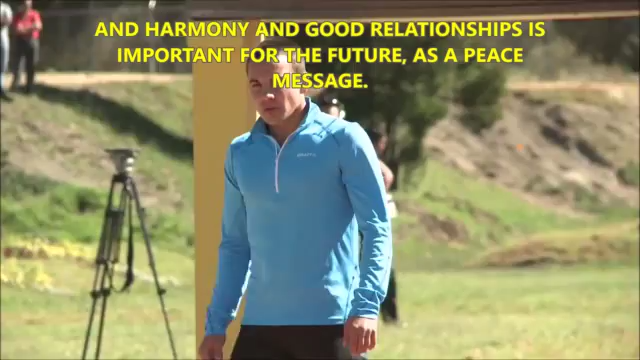 AND HARMONY AND GOOD RELATIONSHIPS IS
IMPORTANT FOR THE FUTURE, AS A PEACE
MESSAGE.